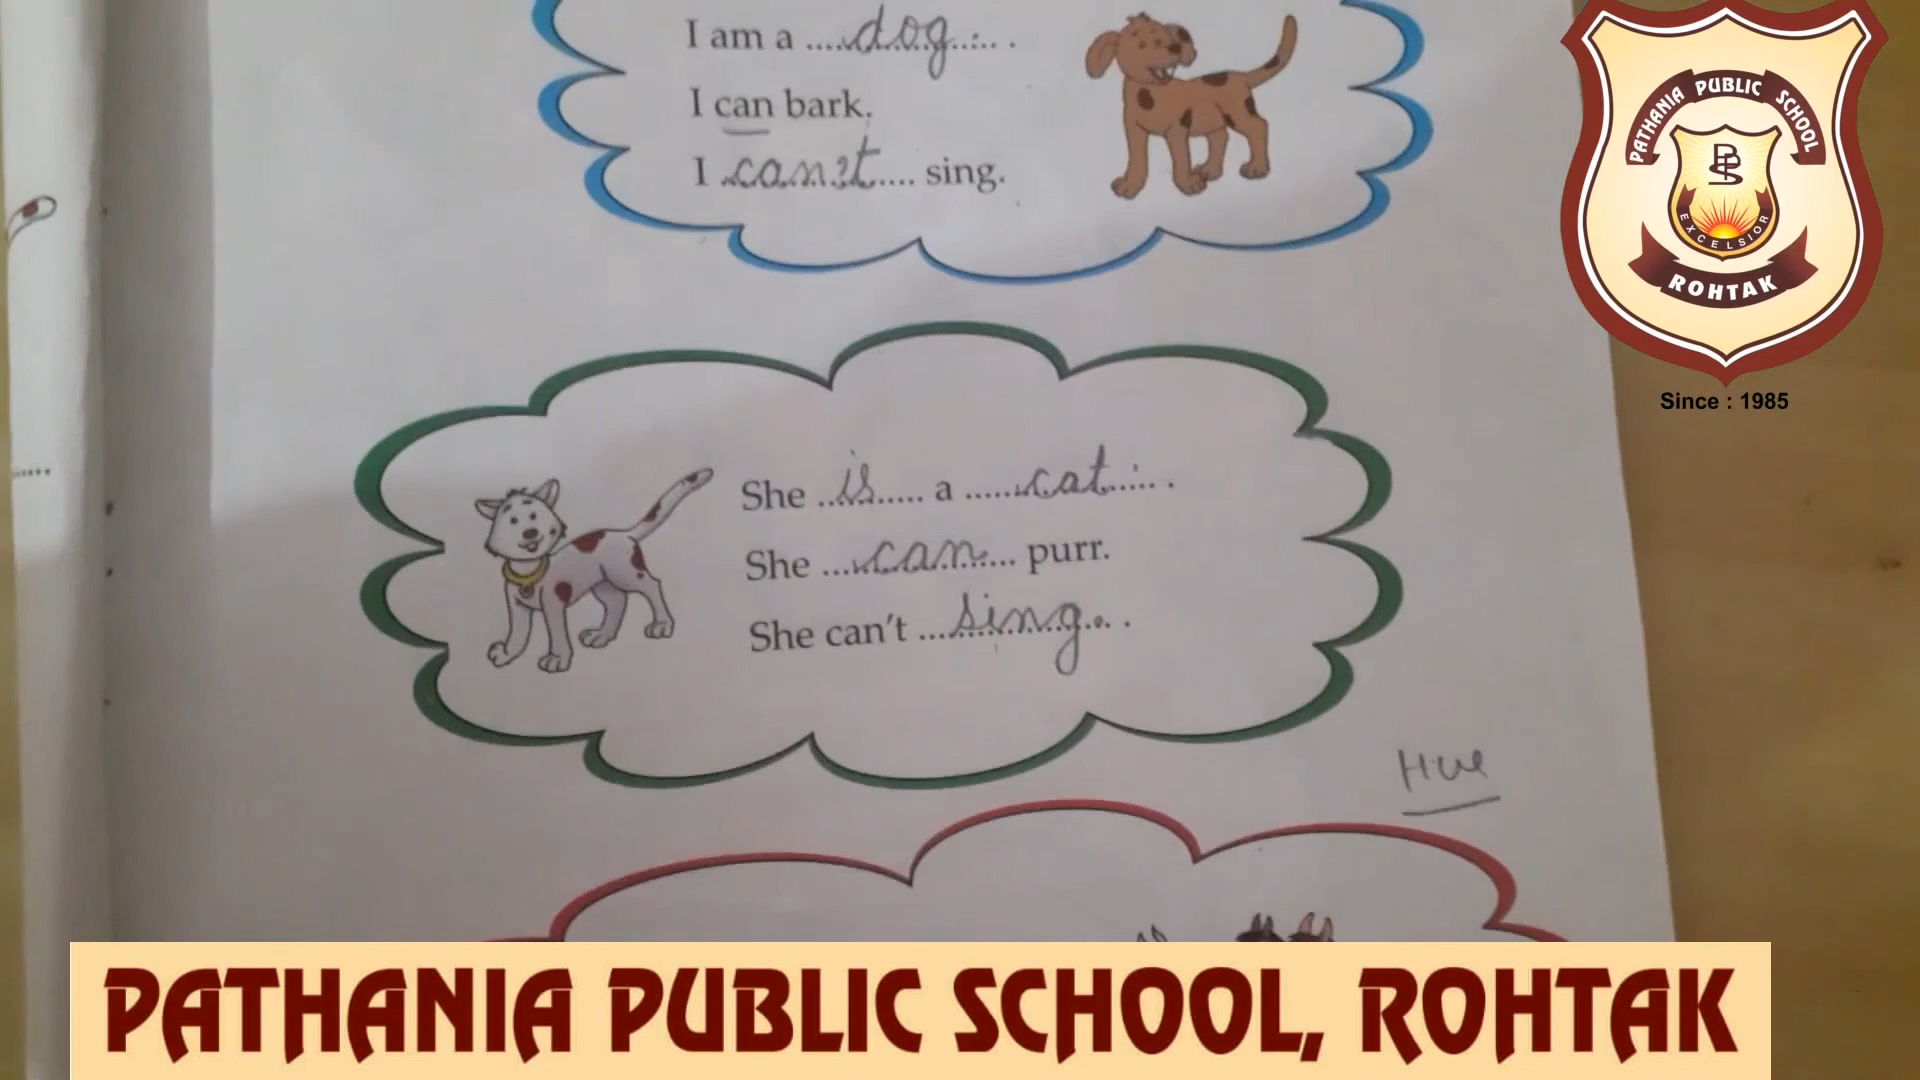 I am a .....dog...... .
I can bark.
I .can't.... sing.
She ..is..... a ......cat..... .
She ....can.... purr.
She can't ...sing... .
PATHANIA PUBLIC SCHOOL
PPS
EXCELSIOR
ROHTAK
Since : 1985
PATHANIA PUBLIC SCHOOL, ROHTAK